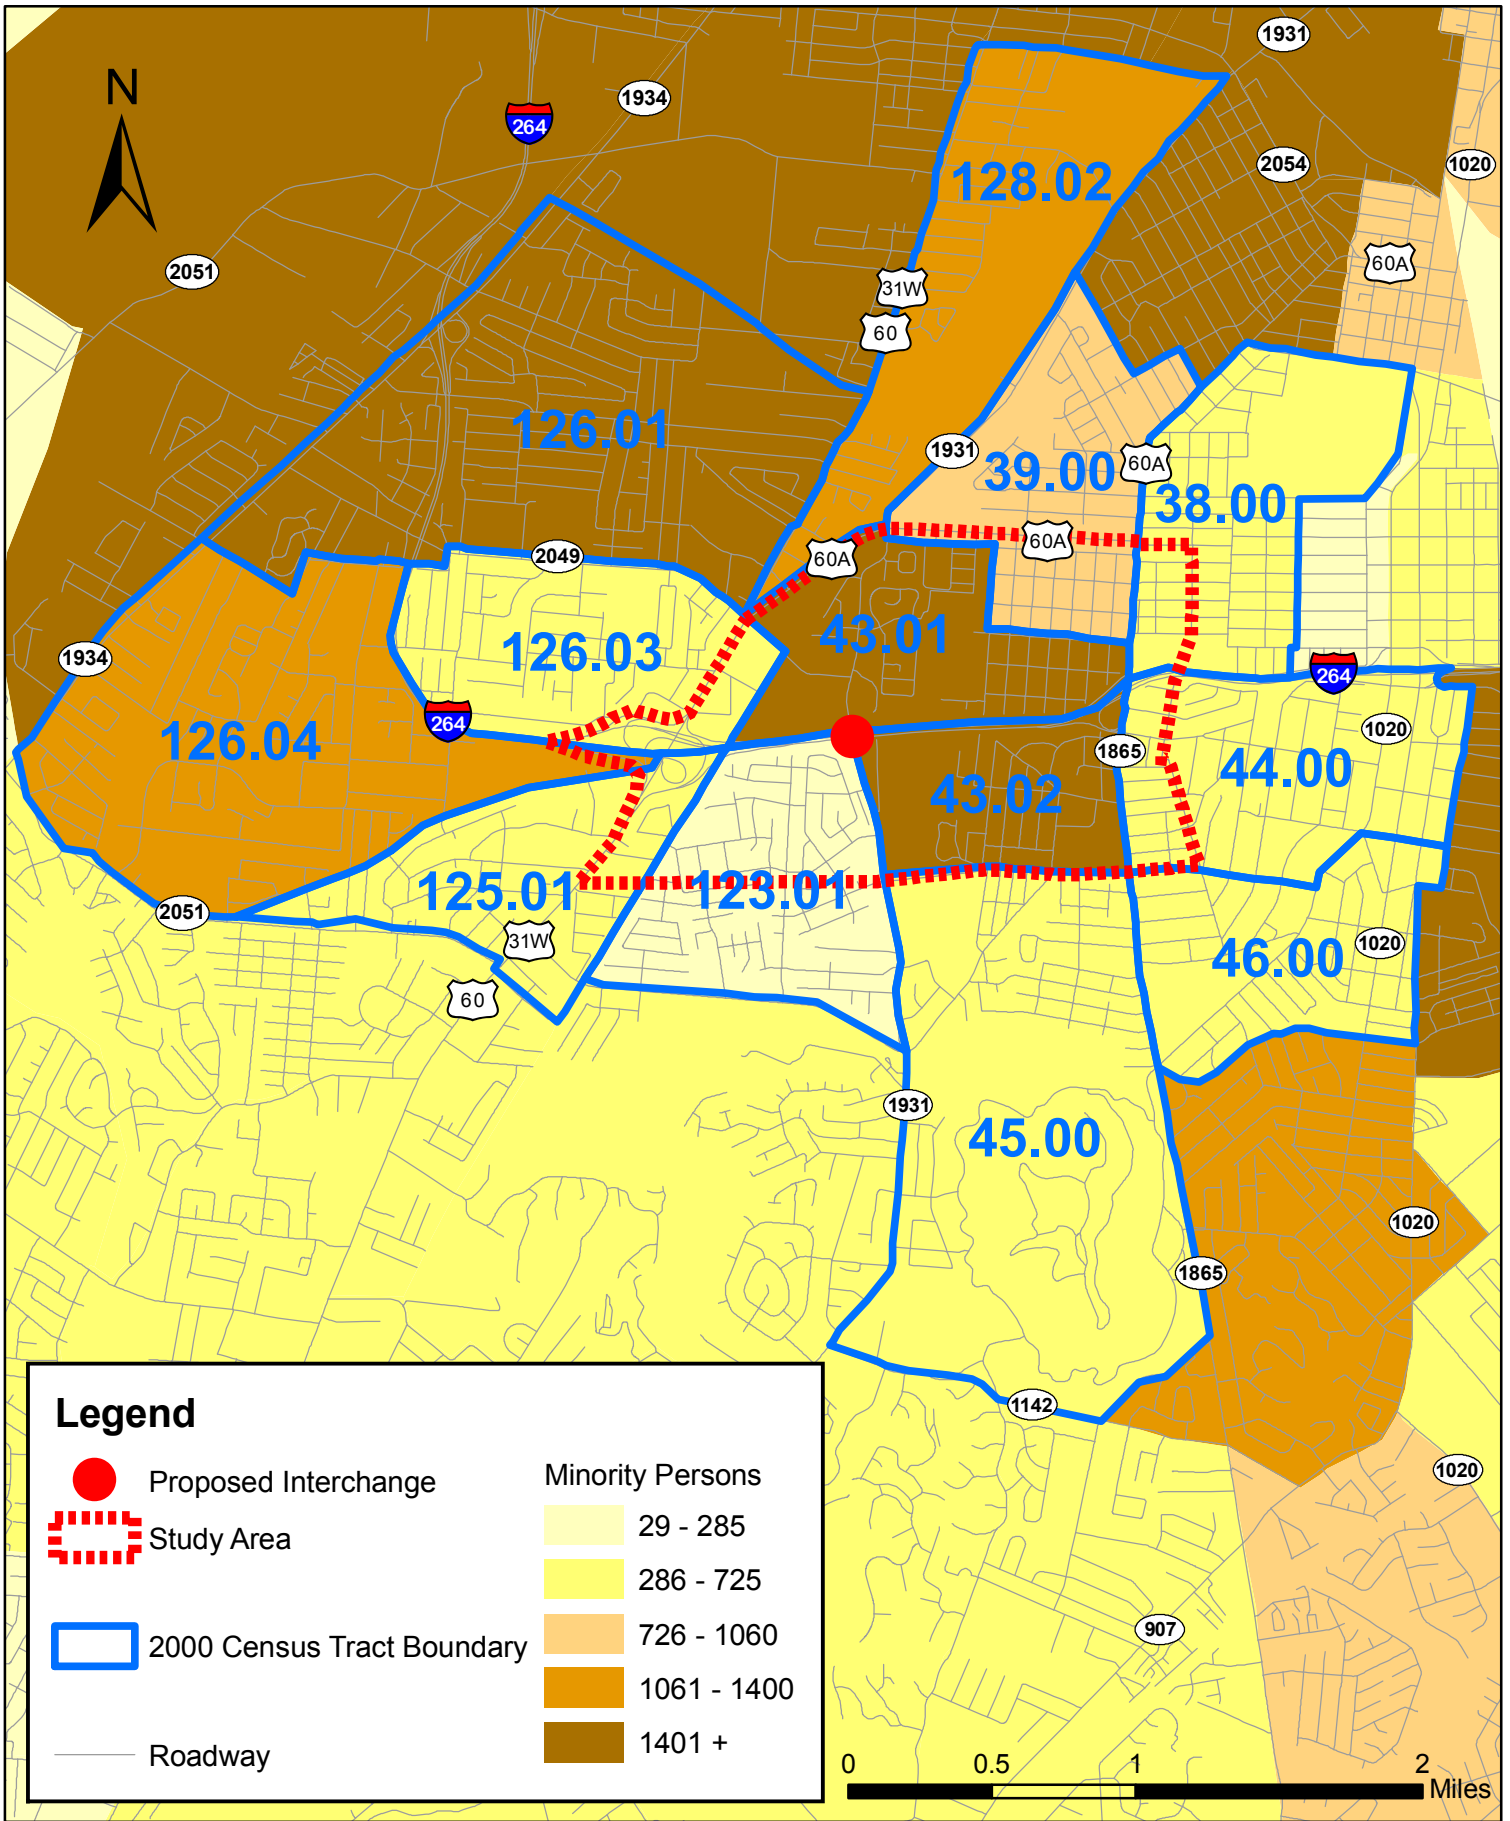 1931
N
1934
264
128.02
2054
1020
60A
2051
31W
60
126.01
1931
39.00
60A
38.00
2049
60A
60A
126.03
43.01
1934
264
264
126.04
1020
1865
44.00
43.02
125.01
123.01
2051
31W
1020
46.00
60
1931
45.00
1020
1865
1142
1020
907
Legend
Proposed Interchange
Study Area
2000 Census Tract Boundary
Roadway
Minority Persons
29 - 285
286 - 725
726 - 1060
1061 - 1400
1401 +
0 0.5 1 2
Miles